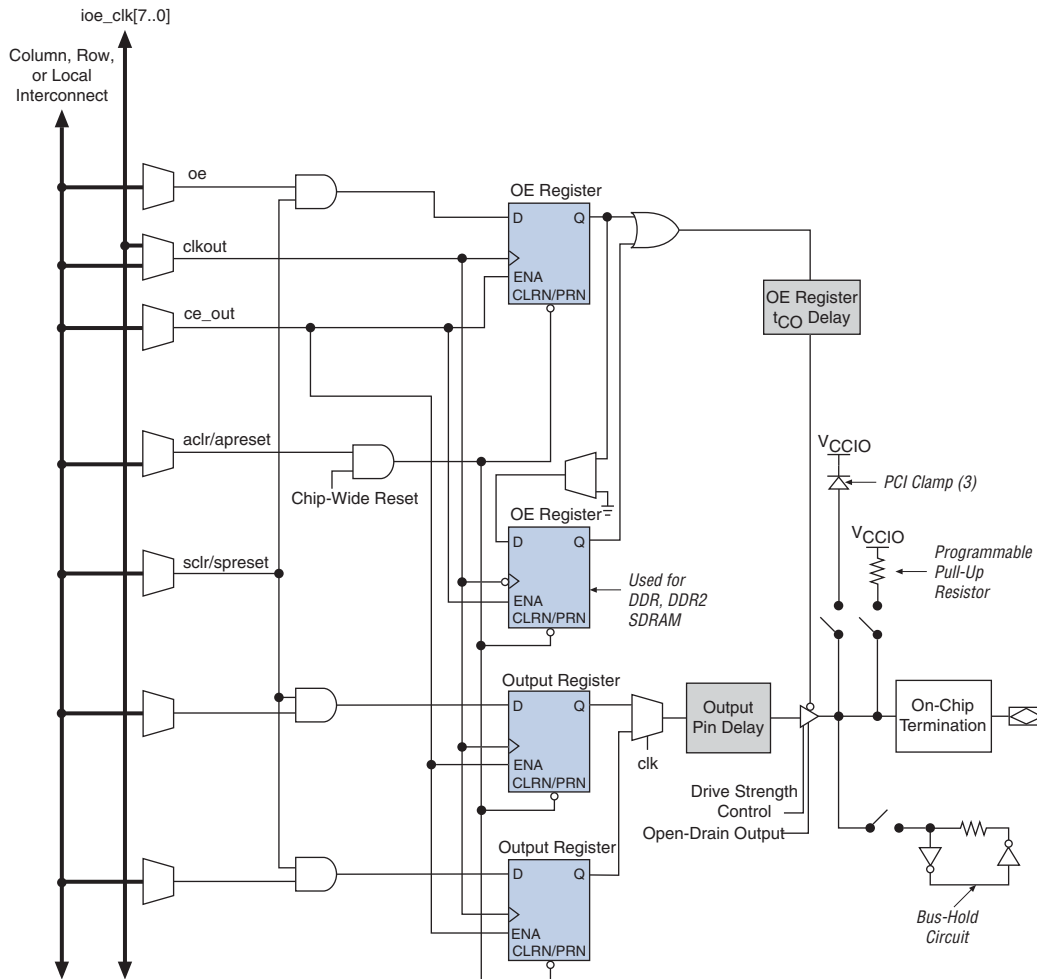 ioe_clk[7..0]
Column, Row,
or Local
Interconnect
oe
OE Register
D
Q
clkout
ENA
CLRN/PRN
ce_out
OE Register
tCO Delay
aclr/apreset
Chip-Wide Reset
VCCIO
PCI Clamp (3)
OE Register
D
Q
ENA
CLRN/PRN
Used for
DDR, DDR2
SDRAM
VCCIO
Programmable
Pull-Up
Resistor
sclr/spreset
Output Register
D
Q
ENA
CLRN/PRN
clk
Output
Pin Delay
On-Chip
Termination
Drive Strength
Control
Open-Drain Output
Output Register
D
Q
ENA
CLRN/PRN
Bus-Hold
Circuit